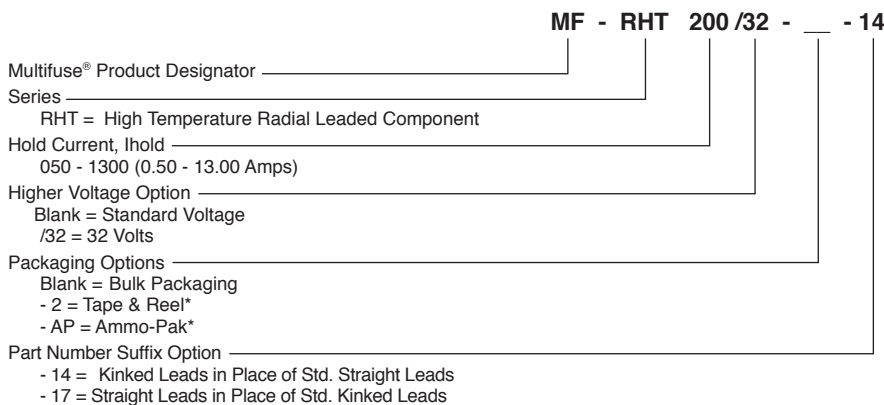 MF - RHT 200 /32 - __ - 14
Multifuse® Product Designator
Series
RHT = High Temperature Radial Leaded Component
Hold Current, Ihold
050 - 1300 (0.50 - 13.00 Amps)
Higher Voltage Option
Blank = Standard Voltage
/32 = 32 Volts
Packaging Options
Blank = Bulk Packaging
- 2 = Tape & Reel*
- AP = Ammo-Pak*
Part Number Suffix Option
- 14 = Kinked Leads in Place of Std. Straight Leads
- 17 = Straight Leads in Place of Std. Kinked Leads